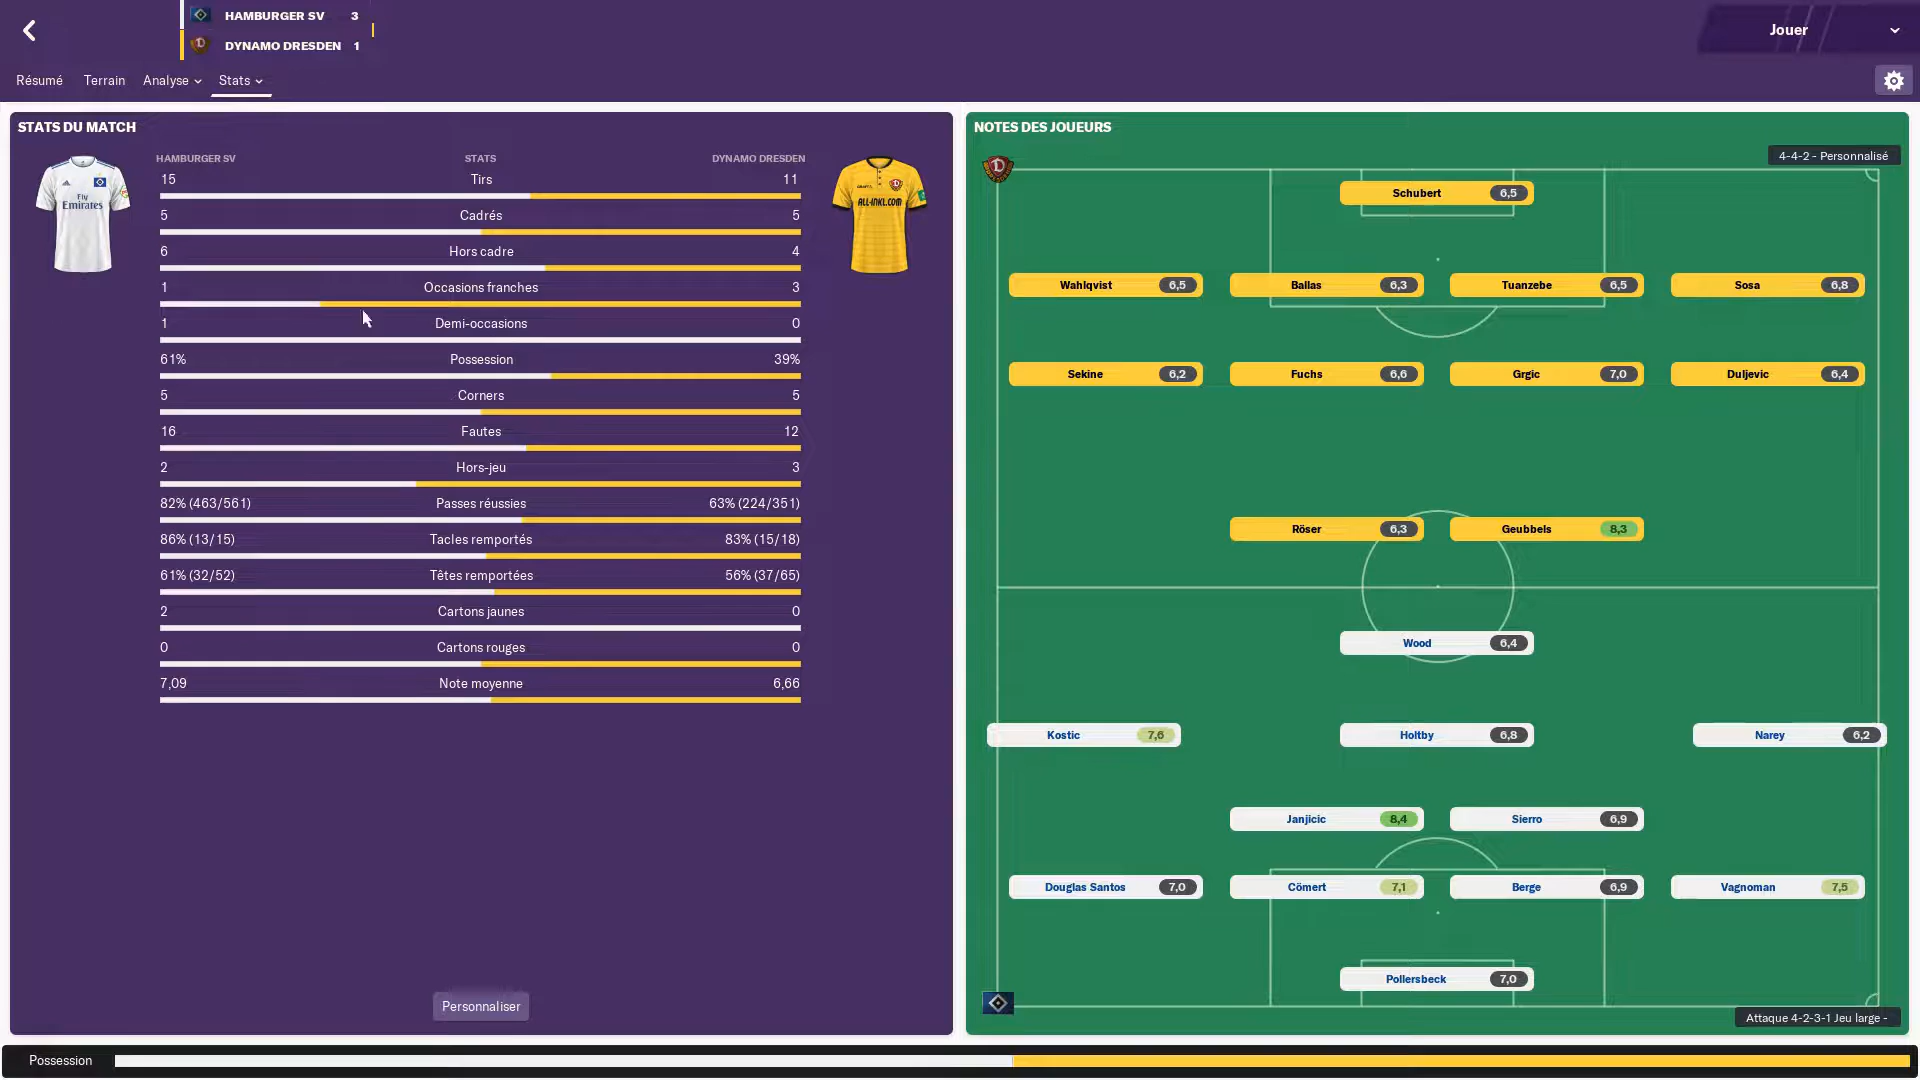 HAMBURGER SV 3
DYNAMO DRESDEN 1
Jouer
Résumé Terrain Analyse Stats
STATS DU MATCH
HAMBURGER SV STATS DYNAMO DRESDEN
15 Tirs 11
5 Cadrés 5
6 Hors cadre 4
1 Occasions franches 3
1 Demi-occasions 0
61% Possession 39%
5 Corners 5
16 Fautes 12
2 Hors-jeu 3
82% (463/561) Passes réussies 63% (224/351)
86% (13/15) Tacles remportés 83% (15/18)
61% (32/52) Têtes remportées 56% (37/65)
2 Cartons jaunes 0
0 Cartons rouges 0
7,09 Note moyenne 6,66
Fly
Emirates
ALL-INKL.COM
Personnaliser
NOTES DES JOUEURS
4-4-2 - Personnalisé
Schubert 6,5
Wahlqvist 6,5 Ballas 6,3 Tuanzebe 6,5 Sosa 6,8
Sekine 6,2 Fuchs 6,6 Grgic 7,0 Duljevic 6,4
Röser 6,3 Geubbels 8,3
Wood 6,4
Kostic 7,6 Holtby 6,8 Narey 6,2
Janjicic 8,4 Sierro 6,9
Douglas Santos 7,0 Cömert 7,1 Berge 6,9 Vagnoman 7,5
Pollersbeck 7,0
Attaque 4-2-3-1 Jeu large -
Possession